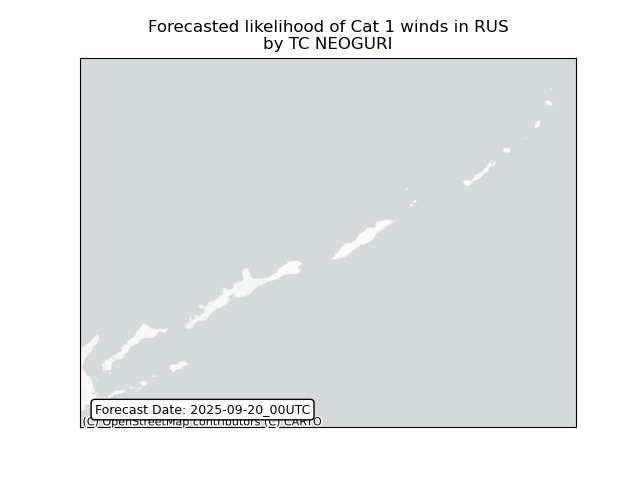 Forecasted likelihood of Cat 1 winds in RUS
by TC NEOGURI
Forecast Date: 2025-09-20_00UTC
(C) OpenStreetMap contributors (C) CARTO